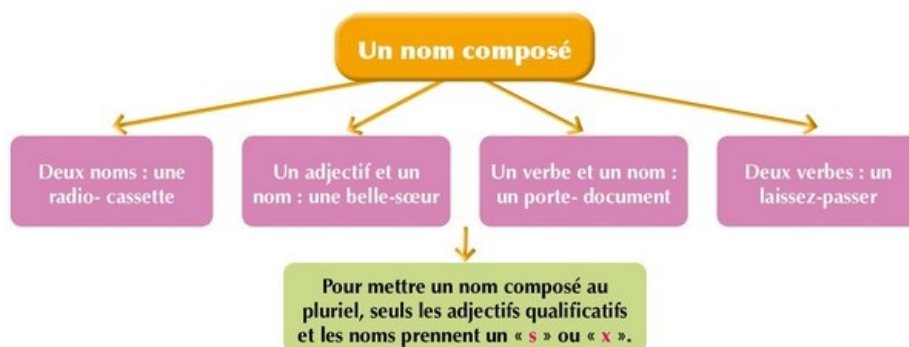 Un nom composé
Deux noms : une
radio- cassette
Un adjectif et un
nom : une belle-sœur
Un verbe et un nom :
un porte- document
Deux verbes : un
laissez-passer
Pour mettre un nom composé au
pluriel, seuls les adjectifs qualificatifs
et les noms prennent un « s » ou « x ».